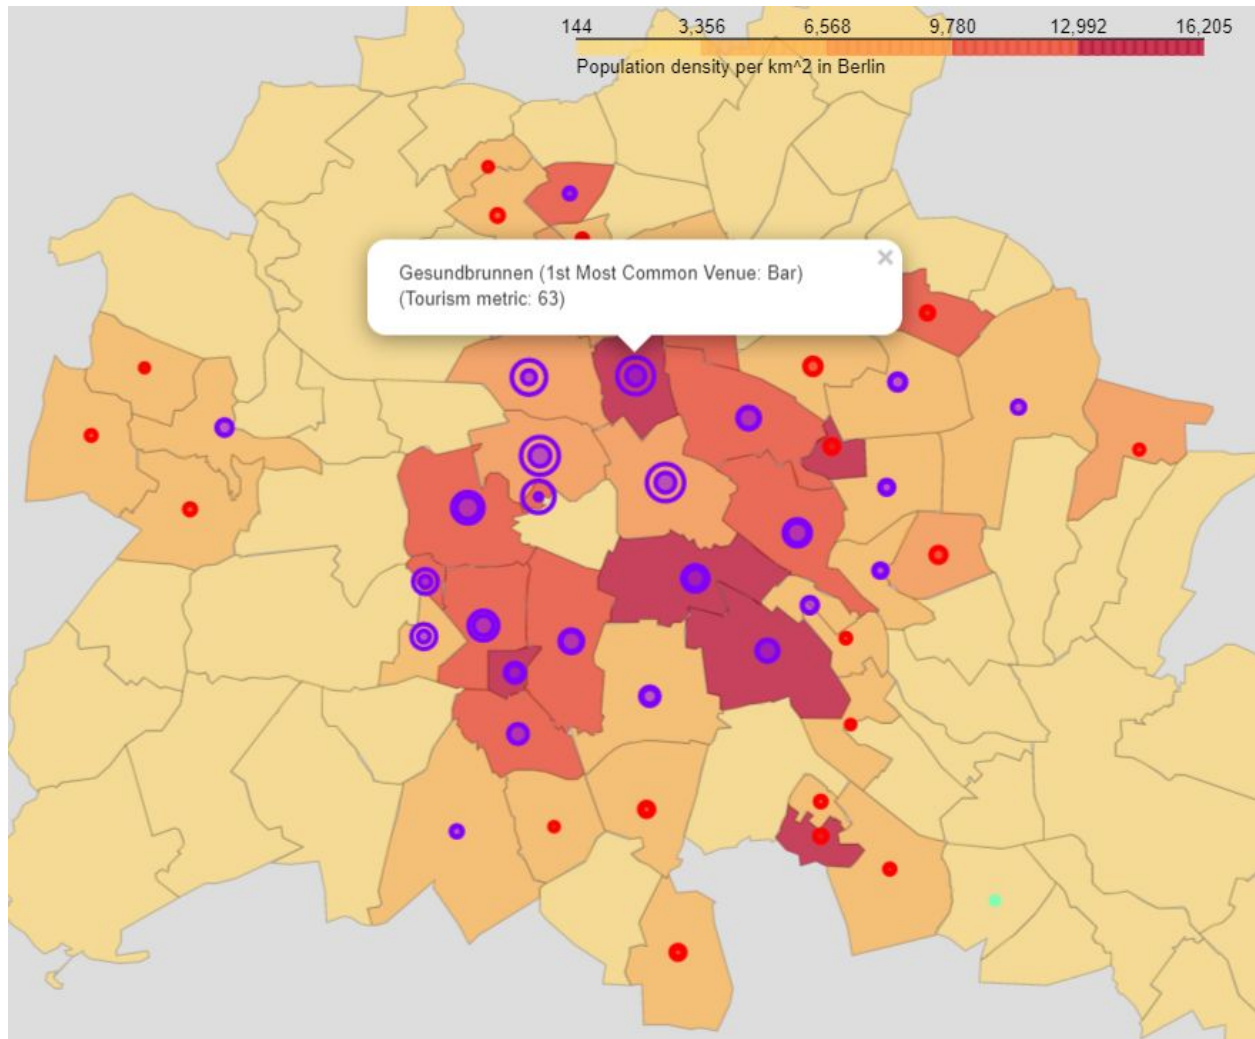 144 3,356 6,568 9,780 12,992 16,205
Population density per km^2 in Berlin
Gesundbrunnen (1st Most Common Venue: Bar)
(Tourism metric: 63)
×